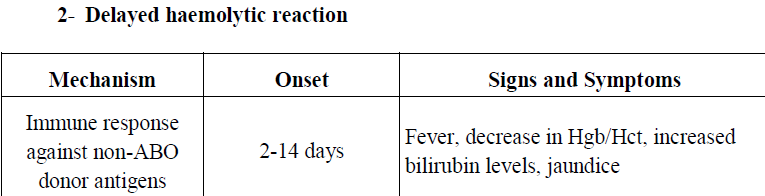 2- Delayed haemolytic reaction
Mechanism Onset Signs and Symptoms
Immune response
against non-ABO
donor antigens
2-14 days
Fever, decrease in Hgb/Hct, increased
bilirubin levels, jaundice